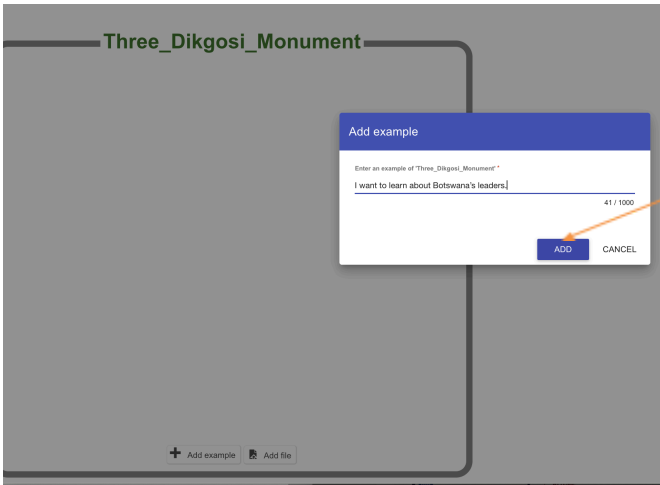 Three_Dikgosi_Monument
Add example
Enter an example of 'Three_Dikgosi_Monument' *
I want to learn about Botswana's leaders.
41 / 1000
ADD CANCEL
Add example Add file